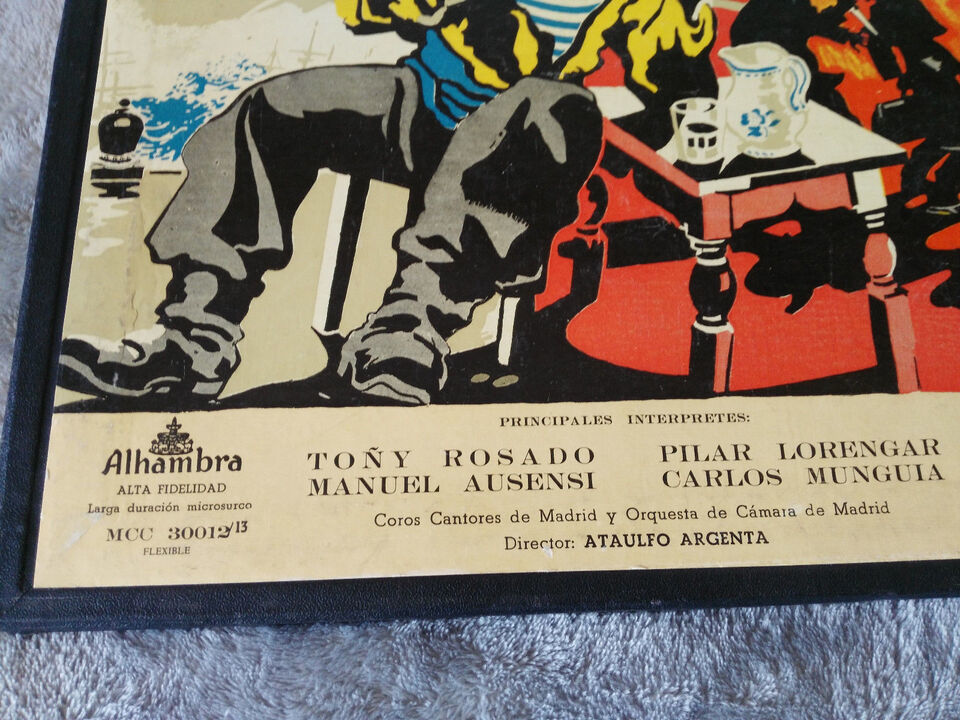 PRINCIPALES INTERPRETES:
TOÑY ROSADO PILAR LORENGAR
MANUEL AUSENSI CARLOS MUNGUIA
Coros Cantores de Madrid y Orquesta de Cámara de Madrid
Director: ATAULFO ARGENTA
Alhambra
ALTA FIDELIDAD
Larga duración microsurco
MCC 30012/13
FLEXIBLE